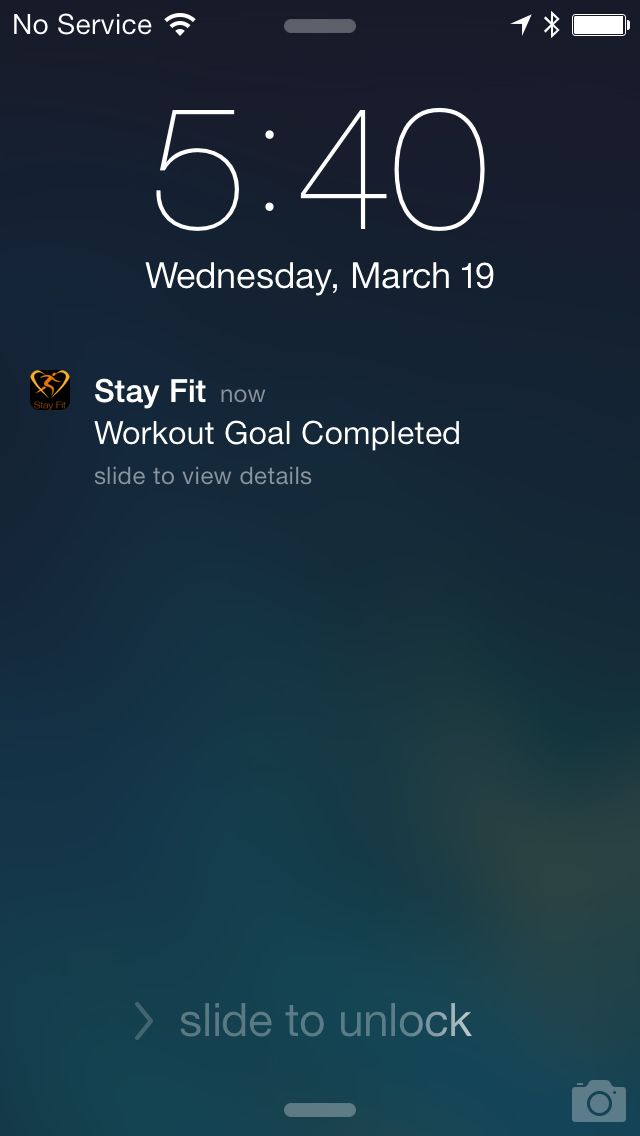 No Service
5:40
Wednesday, March 19
Stay Fit now
Stay Fit
Workout Goal Completed
slide to view details
slide to unlock